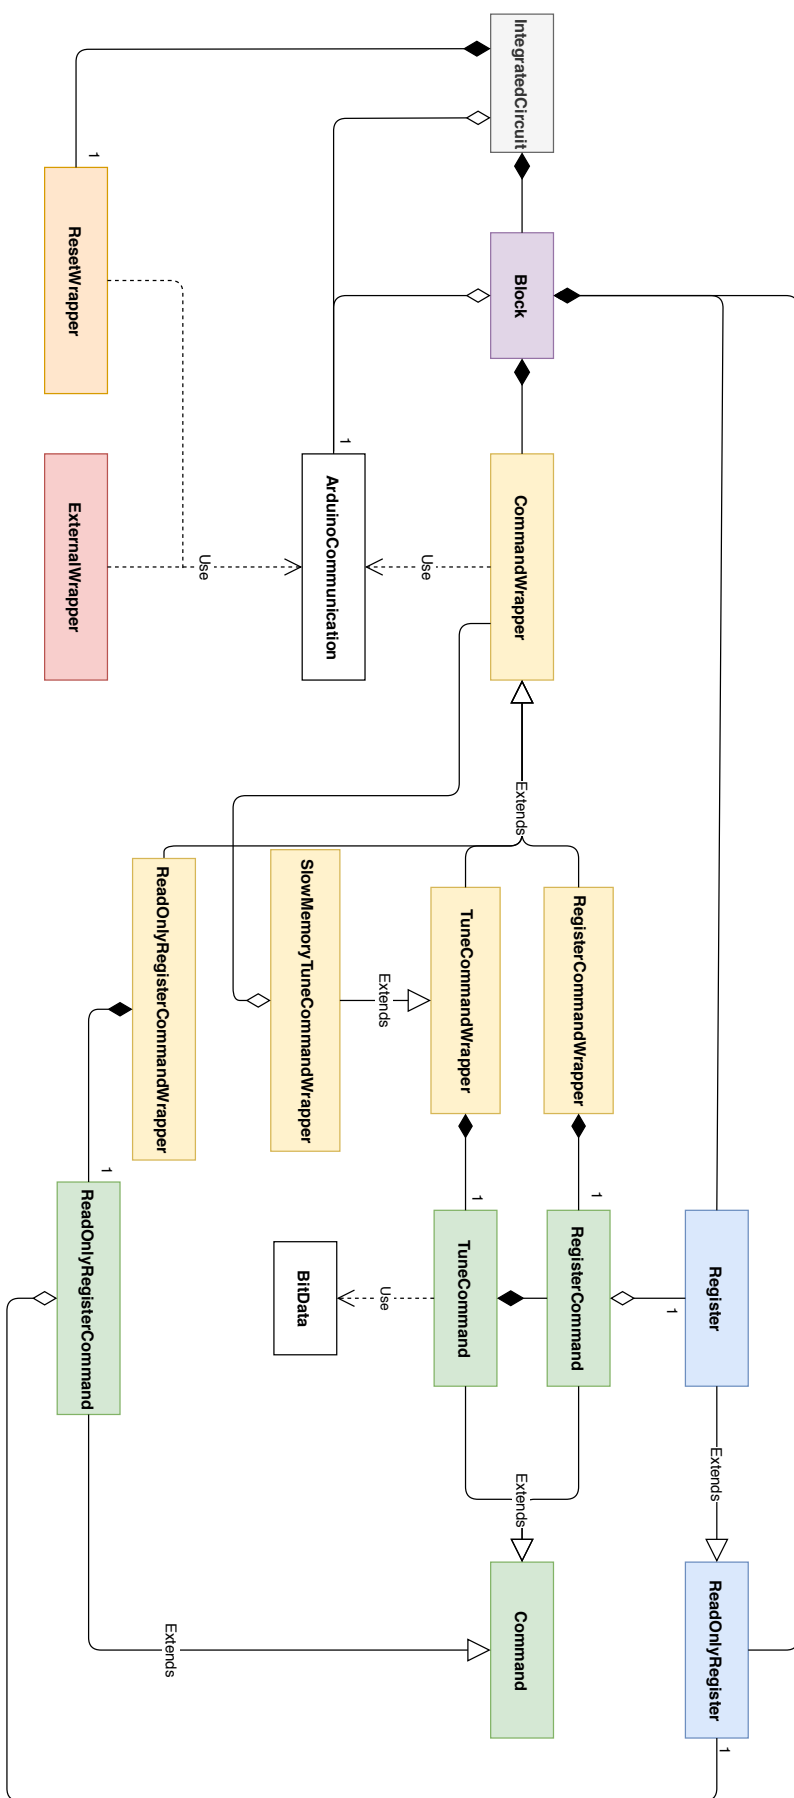 Register
Extends
ReadOnlyRegister
1
1
1
RegisterCommandWrapper
RegisterCommand
IntegratedCircuit
Block
CommandWrapper
Extends
Extends
Command
1
TuneCommandWrapper
TuneCommand
Use
Extends
Use
1
ArduinoCommunication
SlowMemoryTuneCommandWrapper
BitData
Use
Extends
ReadOnlyRegisterCommandWrapper
1
1
ReadOnlyRegisterCommand
ResetWrapper
ExternalWrapper